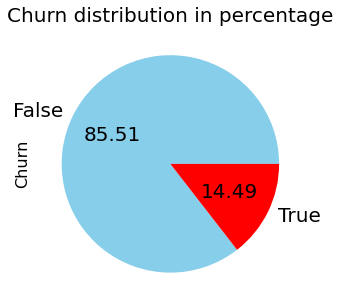 Churn distribution in percentage
False
85.51
Churn
14.49
True